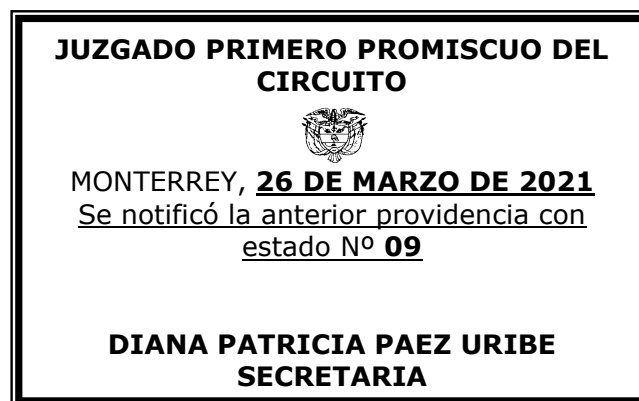 JUZGADO PRIMERO PROMISCUO DEL
CIRCUITO
MONTERREY, 26 DE MARZO DE 2021
Se notificó la anterior providencia con
estado Nº 09
DIANA PATRICIA PAEZ URIBE
SECRETARIA